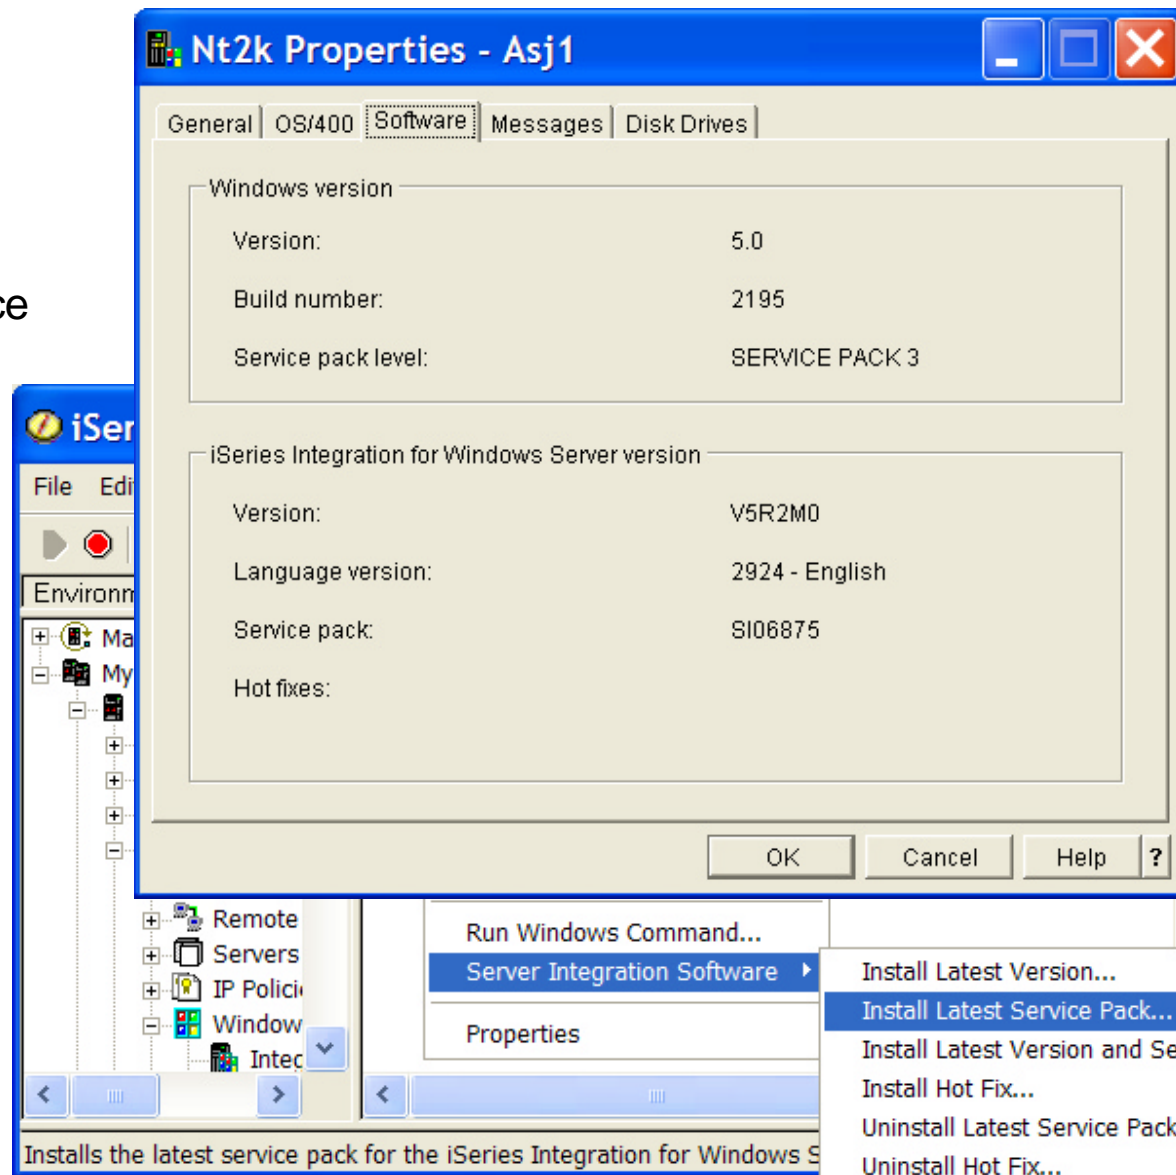 Nt2k Properties - Asj1
General OS/400 Software Messages Disk Drives
Windows version
Version: 5.0
Build number: 2195
Service pack level: SERVICE PACK 3
iSeries Integration for Windows Server version
Version: V5R2M0
Language version: 2924 - English
Service pack: SI06875
Hot fixes:
OK Cancel Help ?
ce
iSer
File Edi
Environm
Ma
My
Remote
Servers
IP Polici
Window
Integ
Run Windows Command...
Server Integration Software
Properties
Install Latest Version...
Install Latest Service Pack...
Install Latest Version and Se
Install Hot Fix...
Uninstall Latest Service Pack
Uninstall Hot Fix...
Installs the latest service pack for the iSeries Integration for Windows S